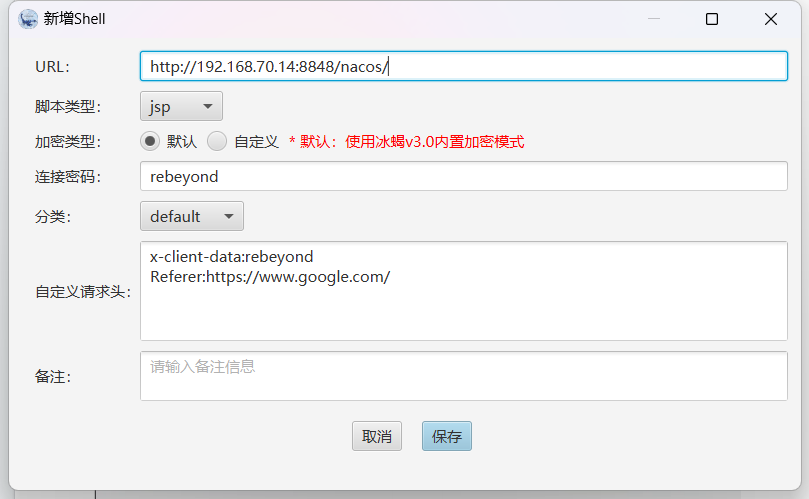 新增Shell
URL:
http://192.168.70.14:8848/nacos/
脚本类型:
jsp
加密类型:
默认
自定义
* 默认：使用冰蝎v3.0内置加密模式
连接密码:
rebeyond
分类:
default
自定义请求头:
x-client-data:rebeyond
Referer:https://www.google.com/
备注:
请输入备注信息
取消
保存